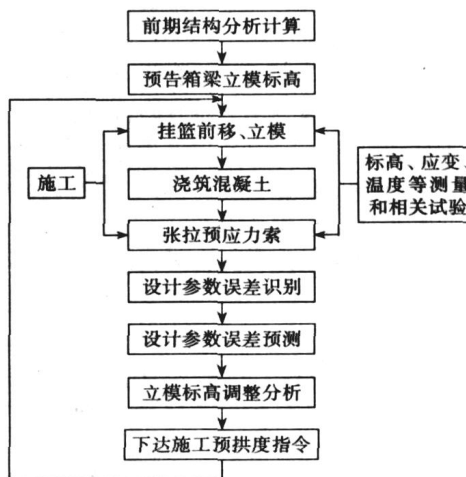 前期结构分析计算
预告箱梁立模标高
挂篮前移、立模
施工
浇筑混凝土
标高、应变、
温度等测量
和相关试验
张拉预应力索
设计参数误差识别
设计参数误差预测
立模标高调整分析
下达施工预拱度指令